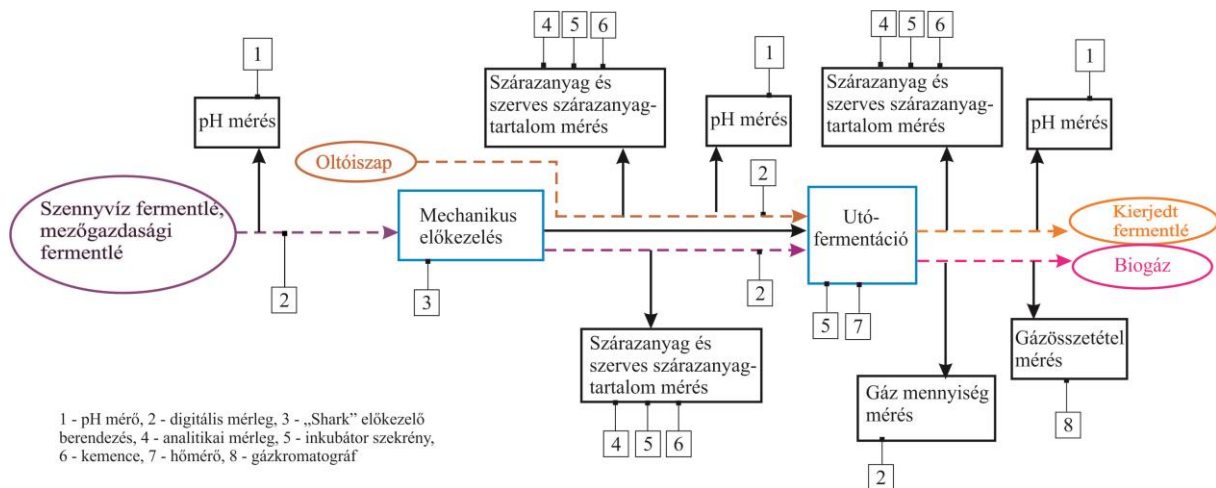 4 5 6
4 5 6
1
1
1
Szárazanyag és
szerves szárazanyag-
tartalom mérés
Szárazanyag és
szerves szárazanyag-
tartalom mérés
pH mérés
pH mérés
pH mérés
Oltóiszap
2
Szennyvíz fermentlé,
mezőgazdasági
fermentlé
Mechanikus
előkezelés
Utó-
fermentáció
Kierjedt
fermentlé
Biogáz
2
3
2
5 7
Szárazanyag és
szerves szárazanyag-
tartalom mérés
Gázösszetétel
mérés
Gáz mennyiség
mérés
4 5 6
8
2
1 - pH mérő, 2 - digitális mérleg, 3 - „Shark” előkezelő
berendezés, 4 - analitikai mérleg, 5 - inkubátor szekrény,
6 - kemence, 7 - hőmérő, 8 - gázkromatográf